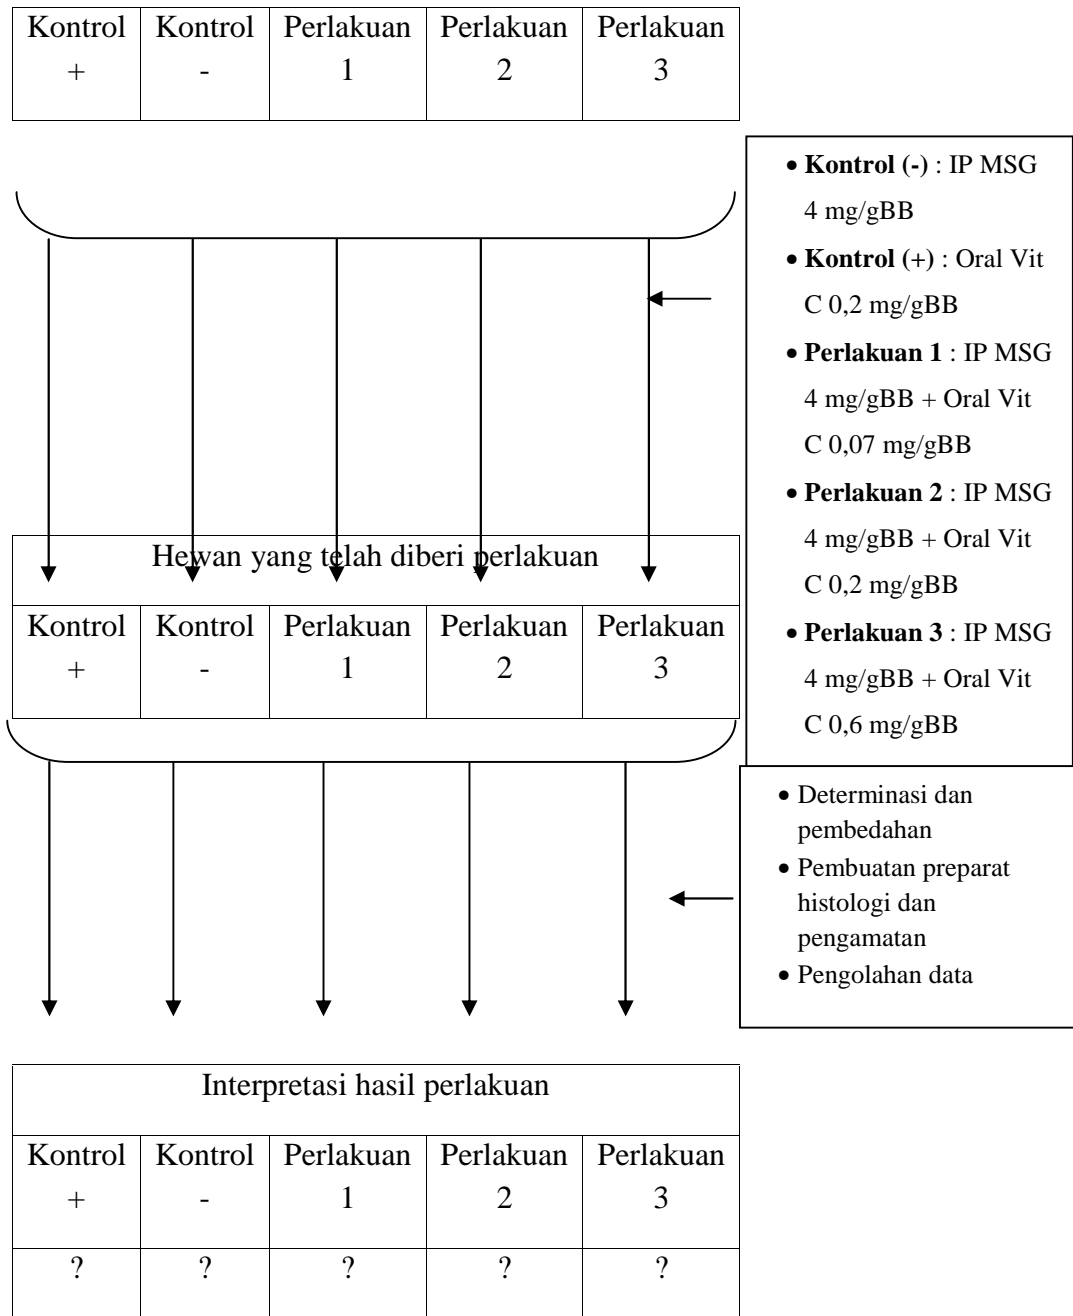 Kontrol Kontrol Perlakuan Perlakuan Perlakuan
+ - 1 2 3
• Kontrol (-) : IP MSG
4 mg/gBB
• Kontrol (+) : Oral Vit
C 0,2 mg/gBB
• Perlakuan 1 : IP MSG
4 mg/gBB + Oral Vit
C 0,07 mg/gBB
• Perlakuan 2 : IP MSG
4 mg/gBB + Oral Vit
C 0,2 mg/gBB
• Perlakuan 3 : IP MSG
4 mg/gBB + Oral Vit
C 0,6 mg/gBB
Hewan yang telah diberi perlakuan
Kontrol Kontrol Perlakuan Perlakuan Perlakuan
+ - 1 2 3
• Determinasi dan
pembedahan
• Pembuatan preparat
histologi dan
pengamatan
• Pengolahan data
Interpretasi hasil perlakuan
Kontrol Kontrol Perlakuan Perlakuan Perlakuan
+ - 1 2 3
? ? ? ? ?